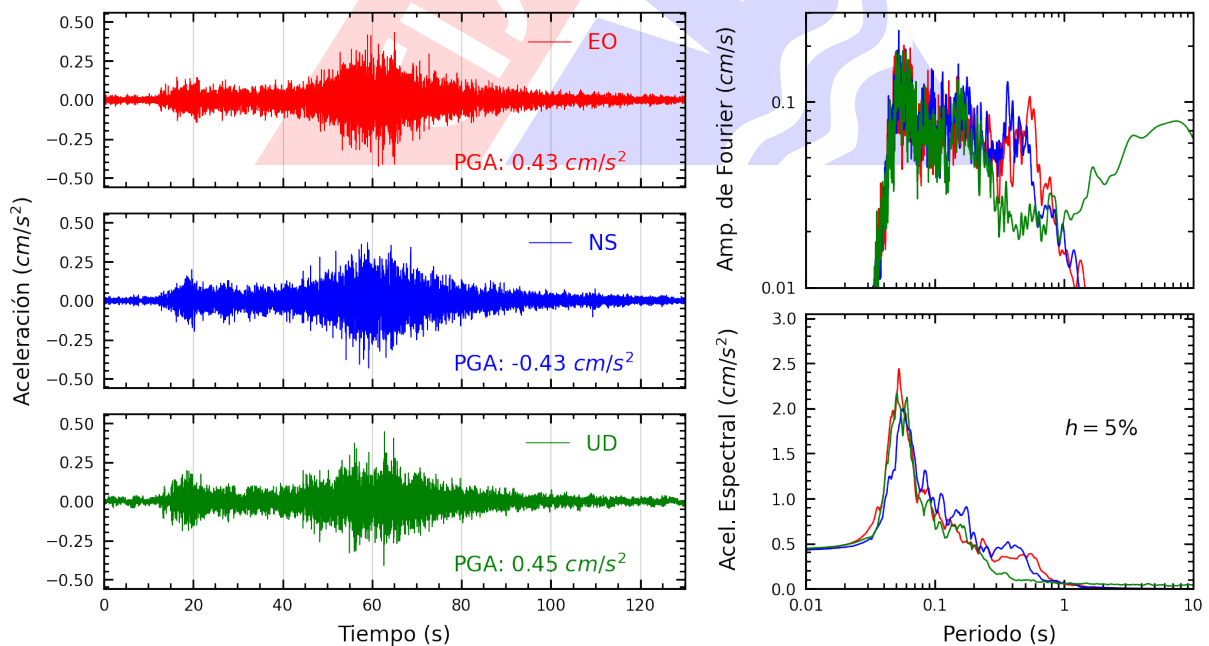 Aceleración (cm/s²)
0.50
0.25
0.00
−0.25
−0.50
EO
PGA: 0.43 cm/s²
0.50
0.25
0.00
−0.25
−0.50
NS
PGA: -0.43 cm/s²
0.50
0.25
0.00
−0.25
−0.50
UD
PGA: 0.45 cm/s²
0 20 40 60 80 100 120
Tiempo (s)
Amp. de Fourier (cm/s)
0.1
0.01
Acel. Espectral (cm/s²)
3.0
2.5
2.0
1.5
1.0
0.5
0.0
h = 5%
0.01 0.1 1 10
Periodo (s)